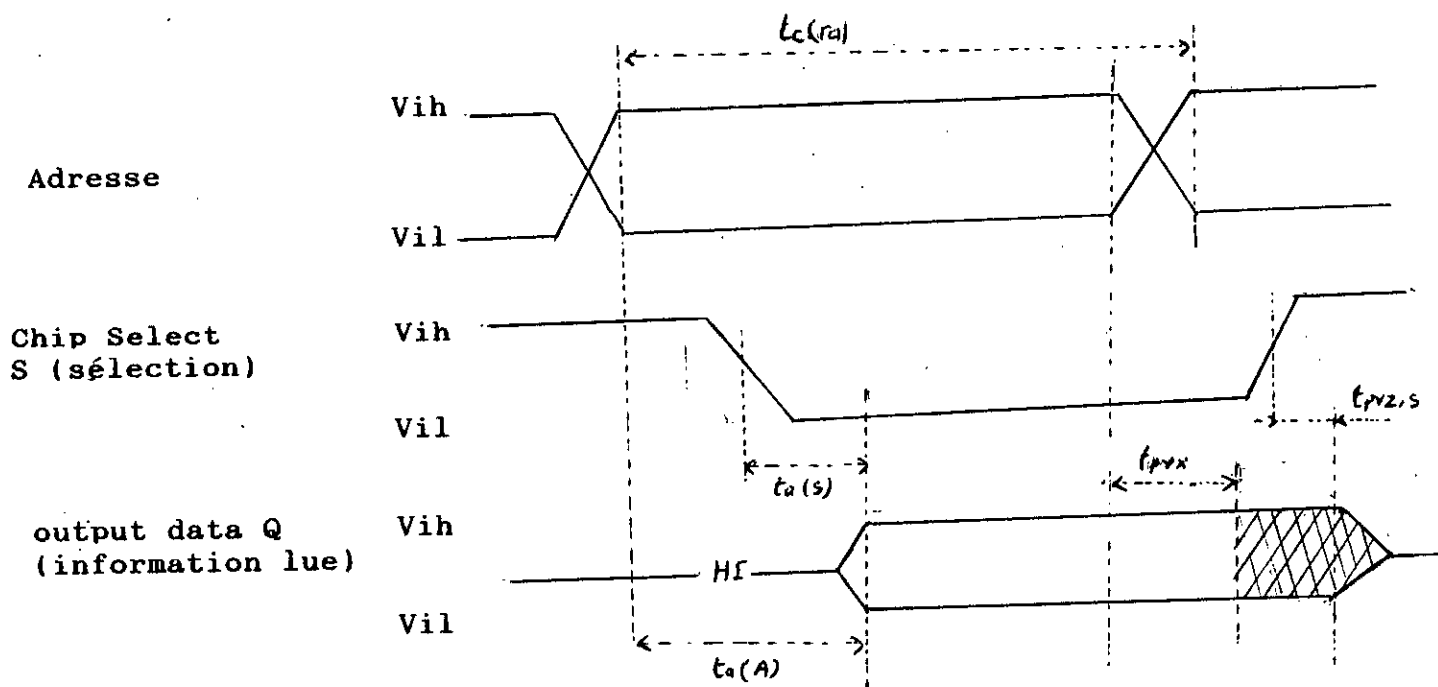 tc(rd)
Vih
Adresse
Vil
Chip Select
S (sélection)
Vih
Vil
tpvz,s
ta(s)
tpvx
output data Q
(information lue)
Vih
HI
Vil
ta(A)